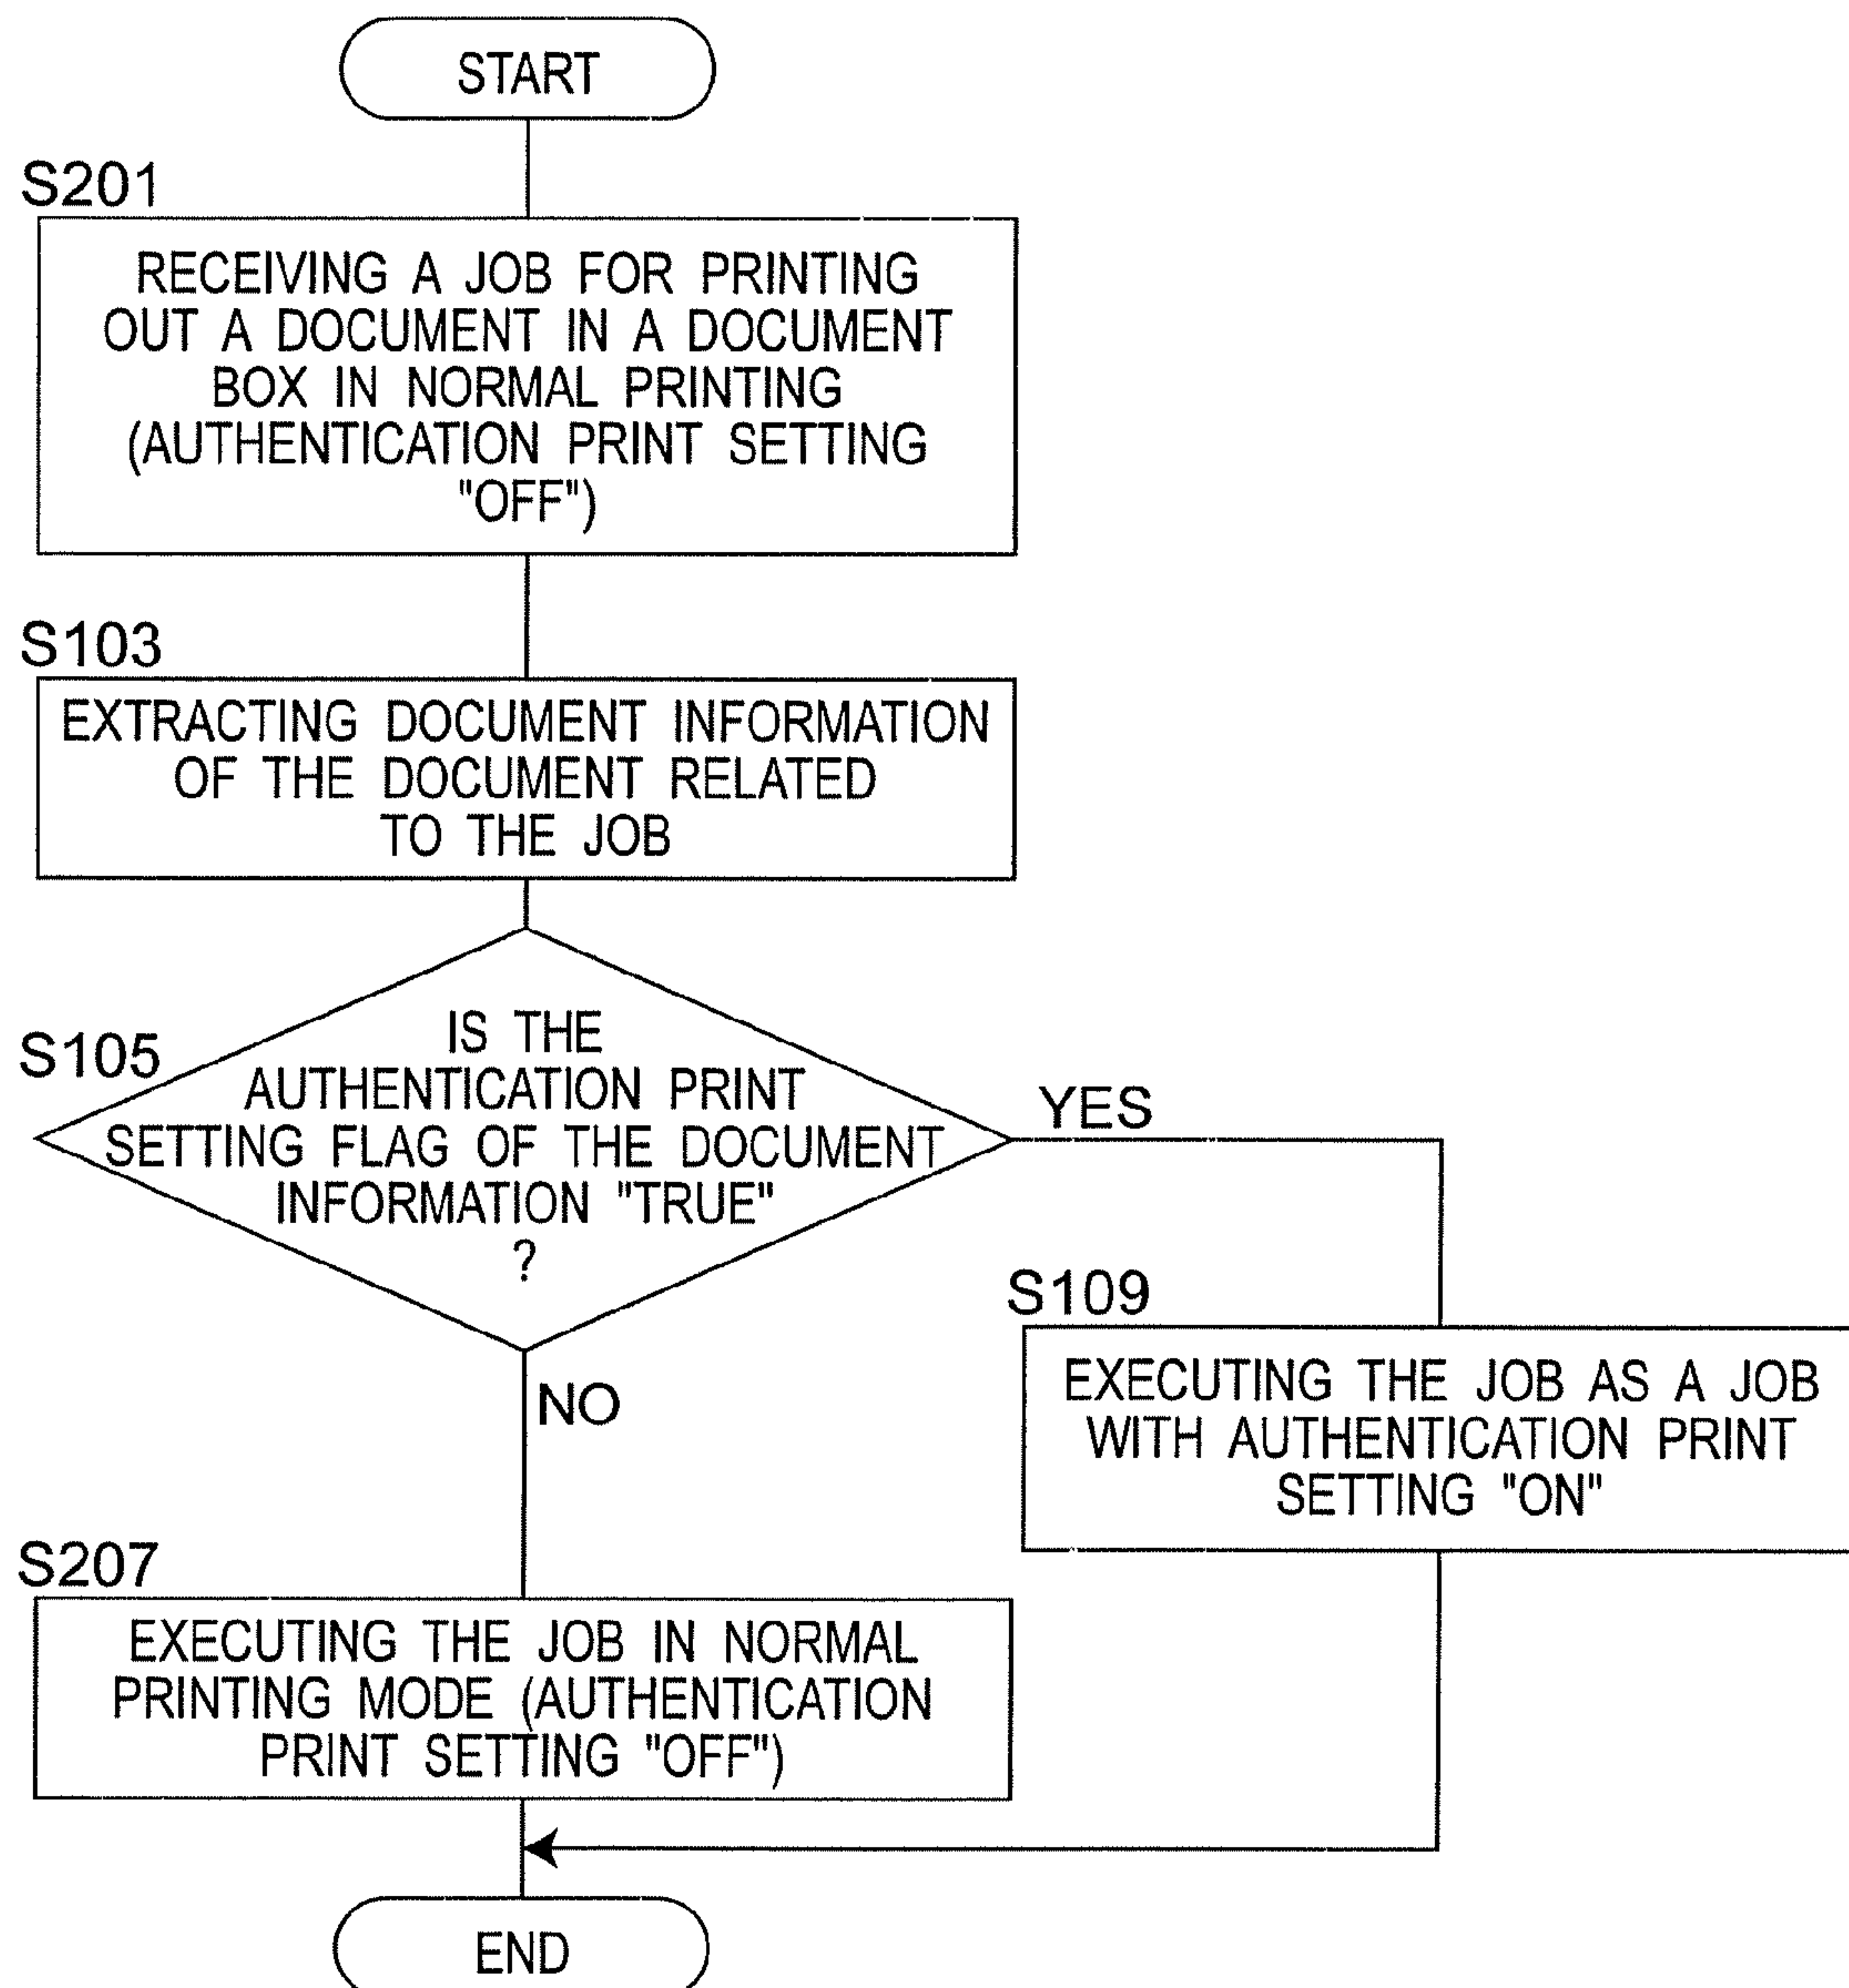 START
S201
RECEIVING A JOB FOR PRINTING
OUT A DOCUMENT IN A DOCUMENT
BOX IN NORMAL PRINTING
(AUTHENTICATION PRINT SETTING
"OFF")
S103
EXTRACTING DOCUMENT INFORMATION
OF THE DOCUMENT RELATED
TO THE JOB
S105
IS THE
AUTHENTICATION PRINT
SETTING FLAG OF THE DOCUMENT
INFORMATION "TRUE"
?
YES
NO
S109
EXECUTING THE JOB AS A JOB
WITH AUTHENTICATION PRINT
SETTING "ON"
S207
EXECUTING THE JOB IN NORMAL
PRINTING MODE (AUTHENTICATION
PRINT SETTING "OFF")
END